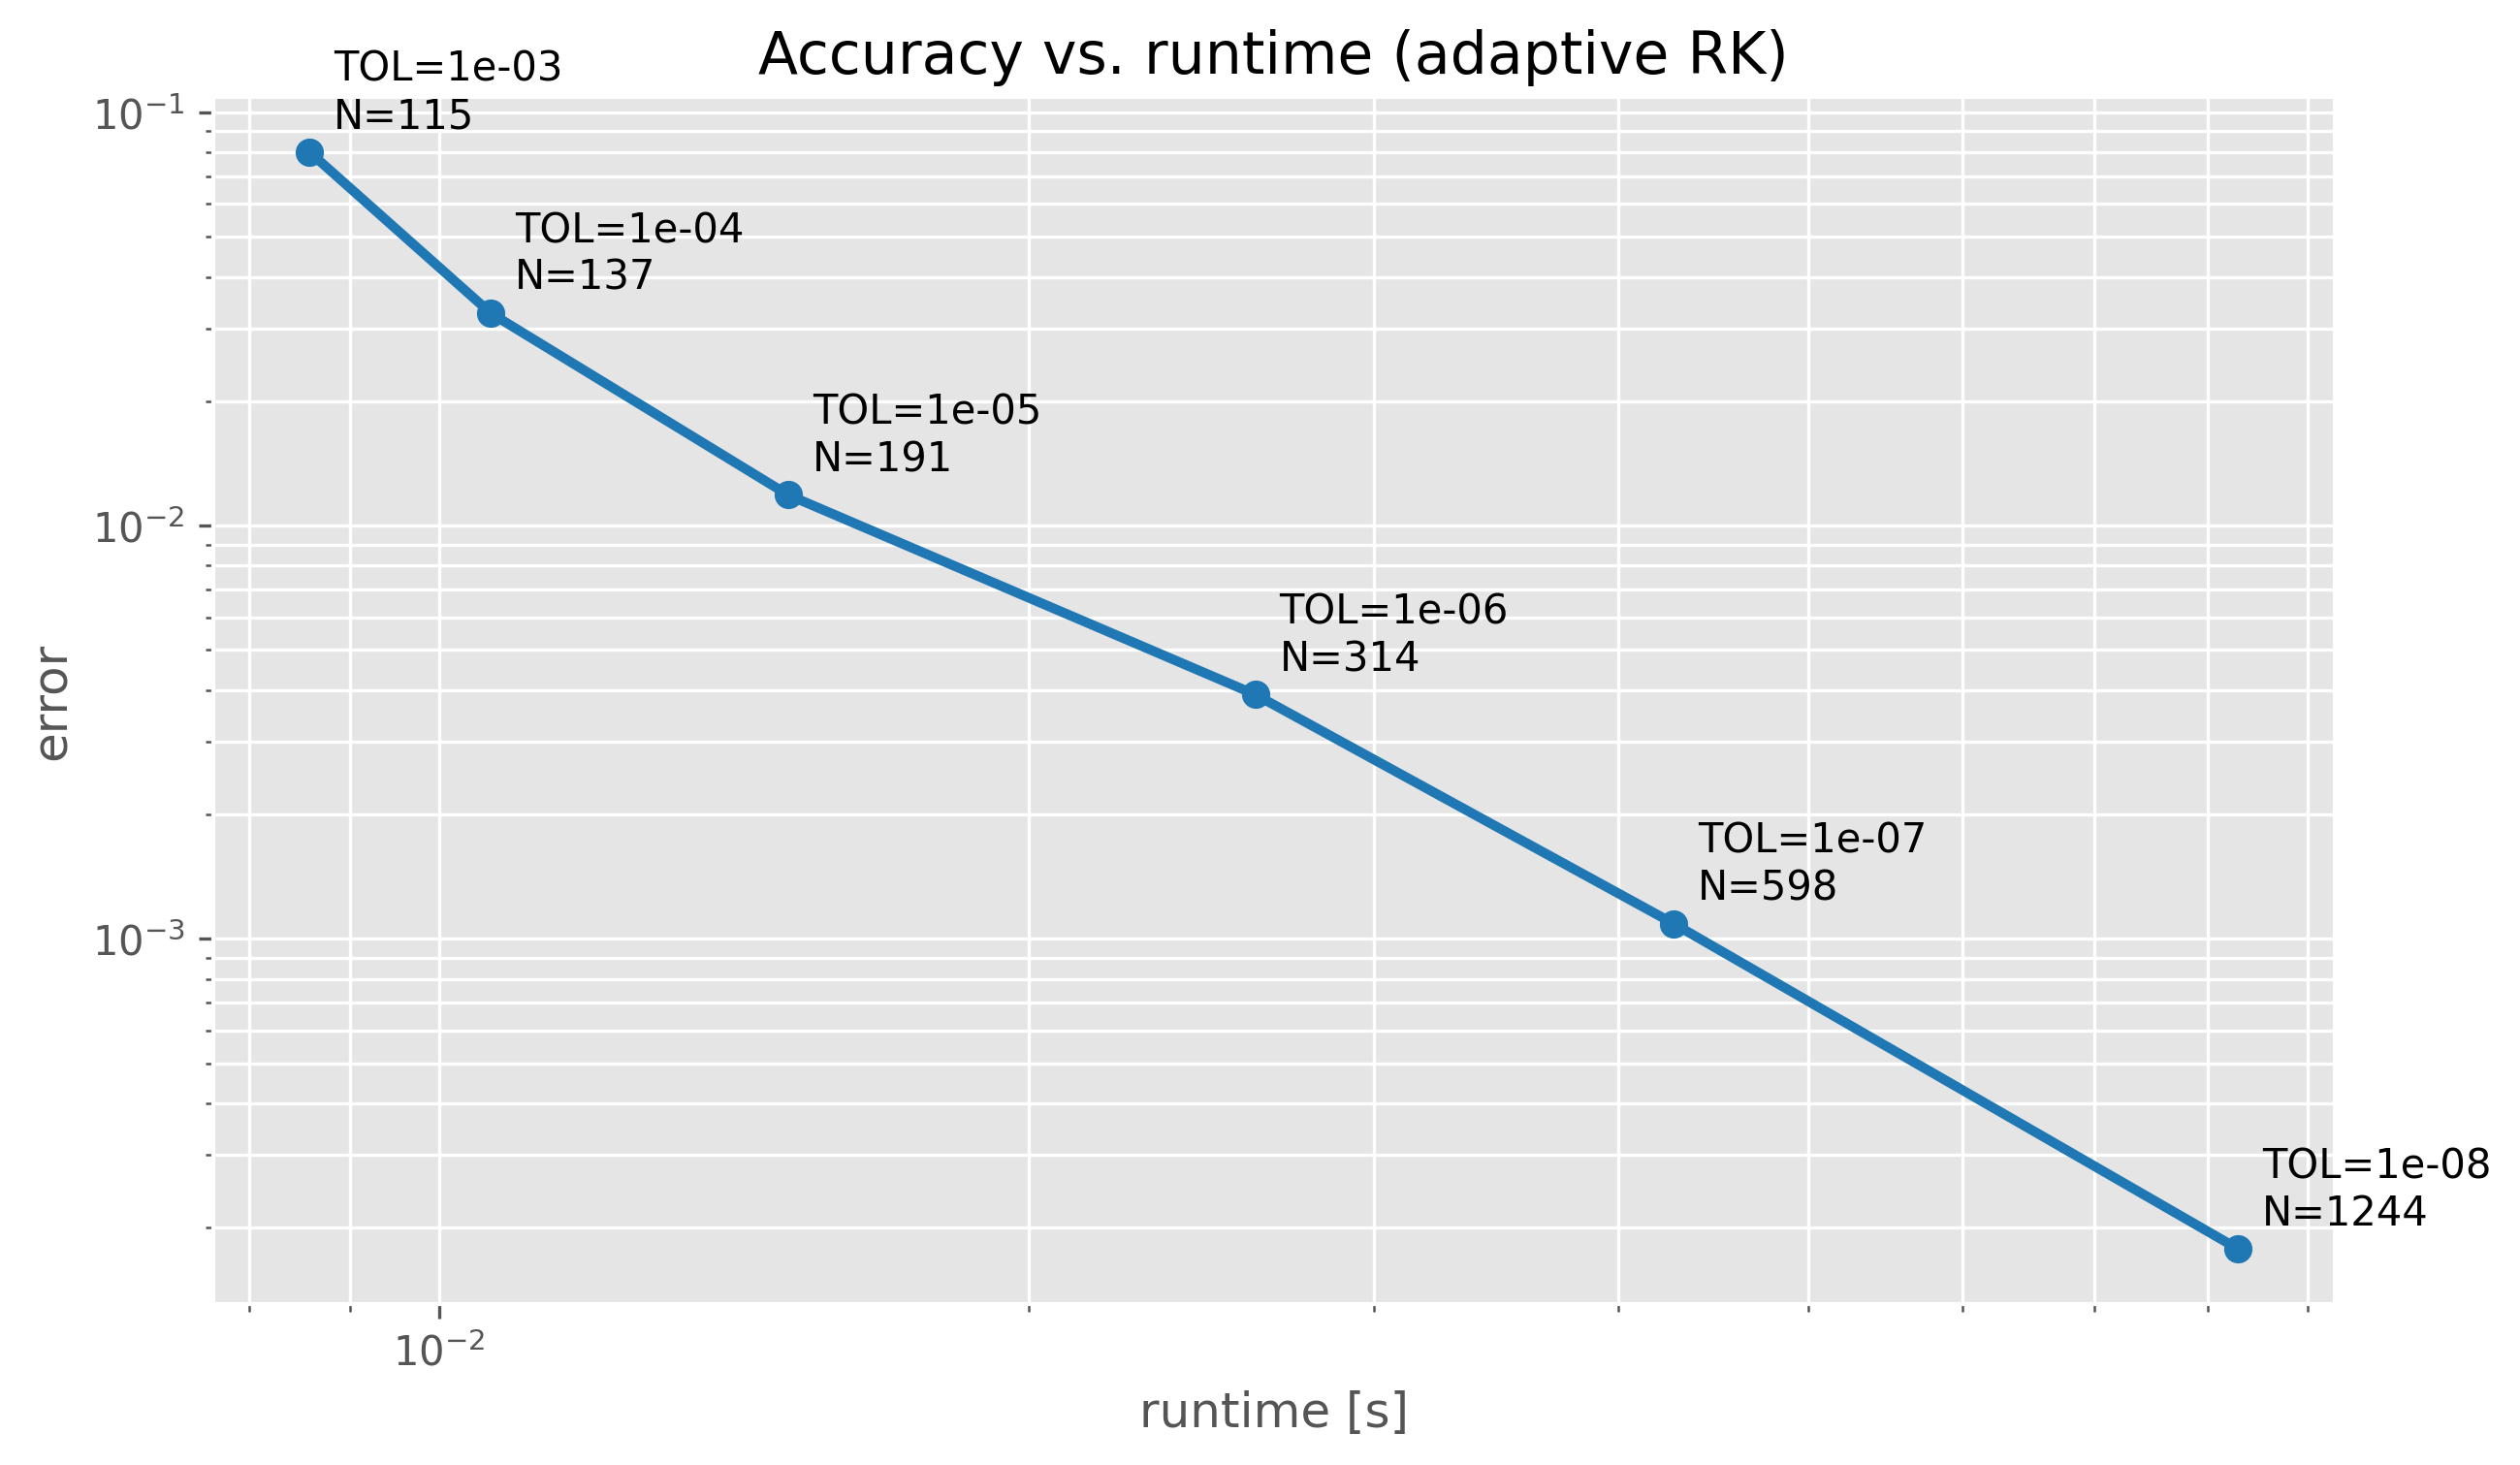 Accuracy vs. runtime (adaptive RK)
TOL=1e-03
N=115
TOL=1e-04
N=137
TOL=1e-05
N=191
TOL=1e-06
N=314
TOL=1e-07
N=598
TOL=1e-08
N=1244
10⁻¹
10⁻²
10⁻³
error
10⁻²
runtime [s]